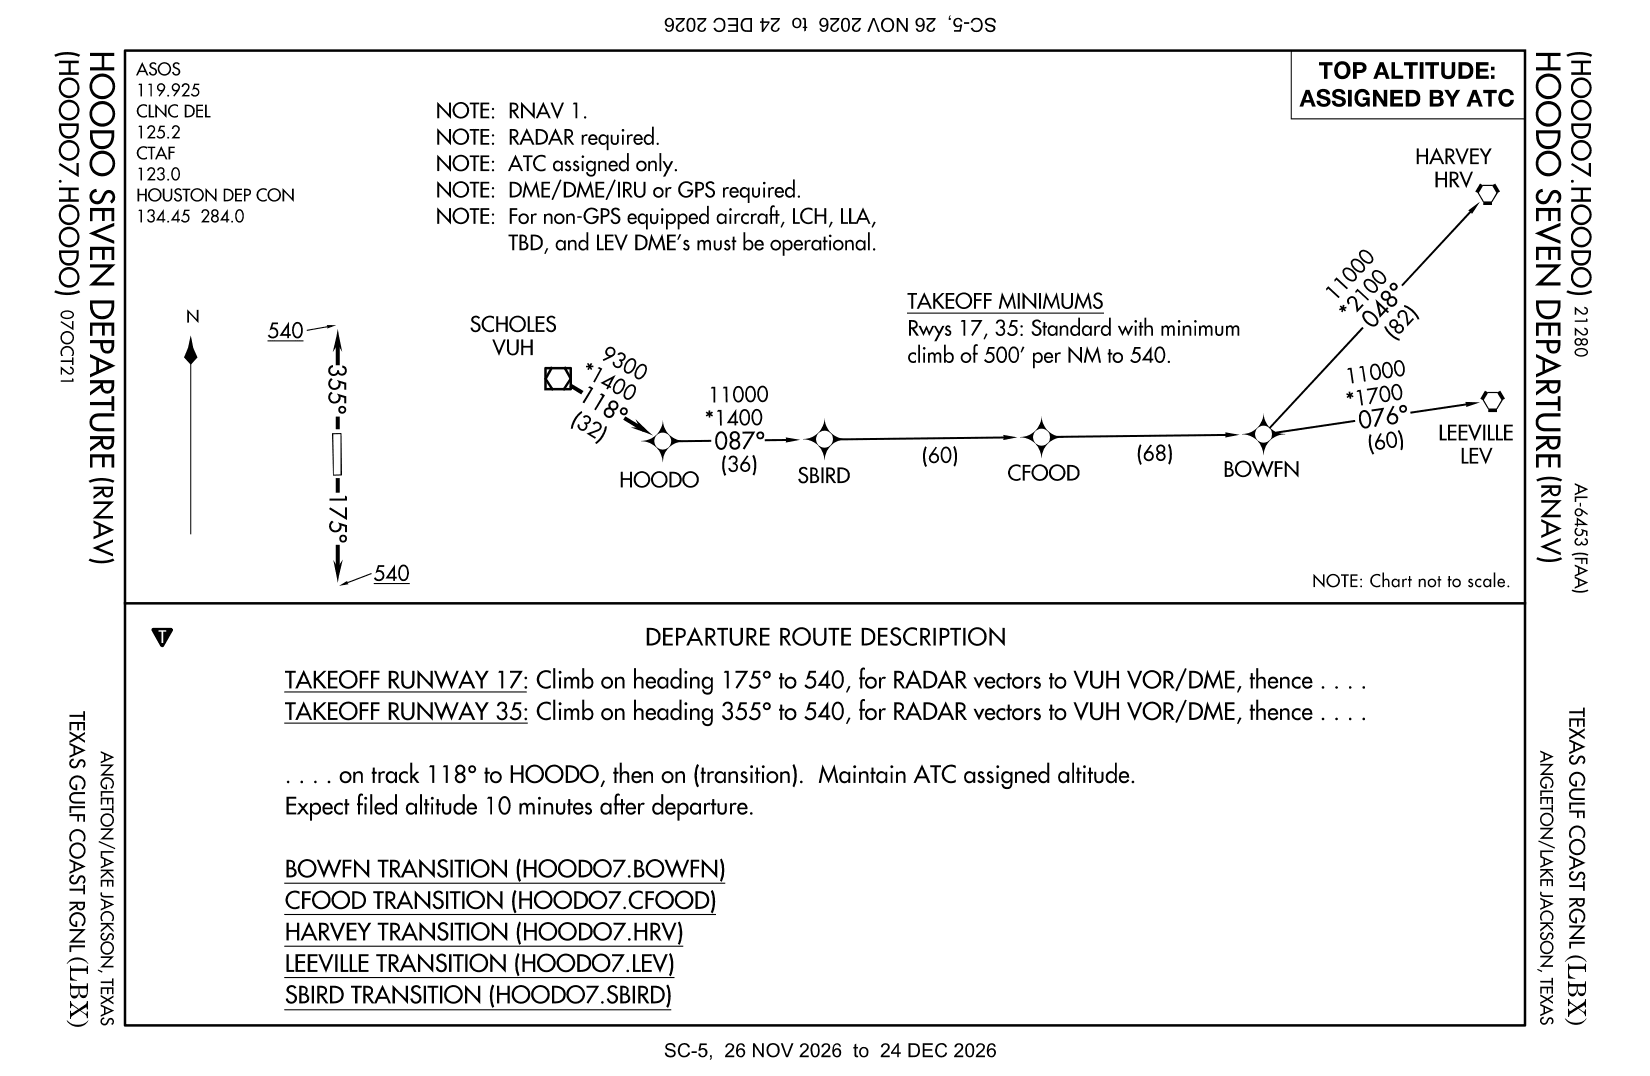 SC-5, 26 NOV 2026 to 24 DEC 2026
(HOODO7.HOODO) 07OCT21
HOODO SEVEN DEPARTURE (RNAV)
TEXAS GULF COAST RGNL (LBX)
ANGLETON/LAKE JACKSON, TEXAS
(HOODO7.HOODO) 21280
AL-6453 (FAA)
HOODO SEVEN DEPARTURE (RNAV)
TEXAS GULF COAST RGNL (LBX)
ANGLETON/LAKE JACKSON, TEXAS
ASOS
119.925
CLNC DEL
125.2
CTAF
123.0
HOUSTON DEP CON
134.45 284.0
NOTE: RNAV 1.
NOTE: RADAR required.
NOTE: ATC assigned only.
NOTE: DME/DME/IRU or GPS required.
NOTE: For non-GPS equipped aircraft, LCH, LLA,
TBD, and LEV DME's must be operational.
TOP ALTITUDE:
ASSIGNED BY ATC
HARVEY
HRV
11000
*2100
048°
(82)
TAKEOFF MINIMUMS
Rwys 17, 35: Standard with minimum
climb of 500' per NM to 540.
N
540
355°
175°
540
SCHOLES
VUH
9300
*1400
118°
(32)
HOODO
11000
*1400
087°
(36)
SBIRD
(60)
CFOOD
(68)
BOWFN
11000
*1700
076°
(60)
LEEVILLE
LEV
NOTE: Chart not to scale.
T
DEPARTURE ROUTE DESCRIPTION
TAKEOFF RUNWAY 17: Climb on heading 175° to 540, for RADAR vectors to VUH VOR/DME, thence . . . .
TAKEOFF RUNWAY 35: Climb on heading 355° to 540, for RADAR vectors to VUH VOR/DME, thence . . . .
. . . . on track 118° to HOODO, then on (transition). Maintain ATC assigned altitude.
Expect filed altitude 10 minutes after departure.
BOWFN TRANSITION (HOODO7.BOWFN)
CFOOD TRANSITION (HOODO7.CFOOD)
HARVEY TRANSITION (HOODO7.HRV)
LEEVILLE TRANSITION (HOODO7.LEV)
SBIRD TRANSITION (HOODO7.SBIRD)
SC-5, 26 NOV 2026 to 24 DEC 2026